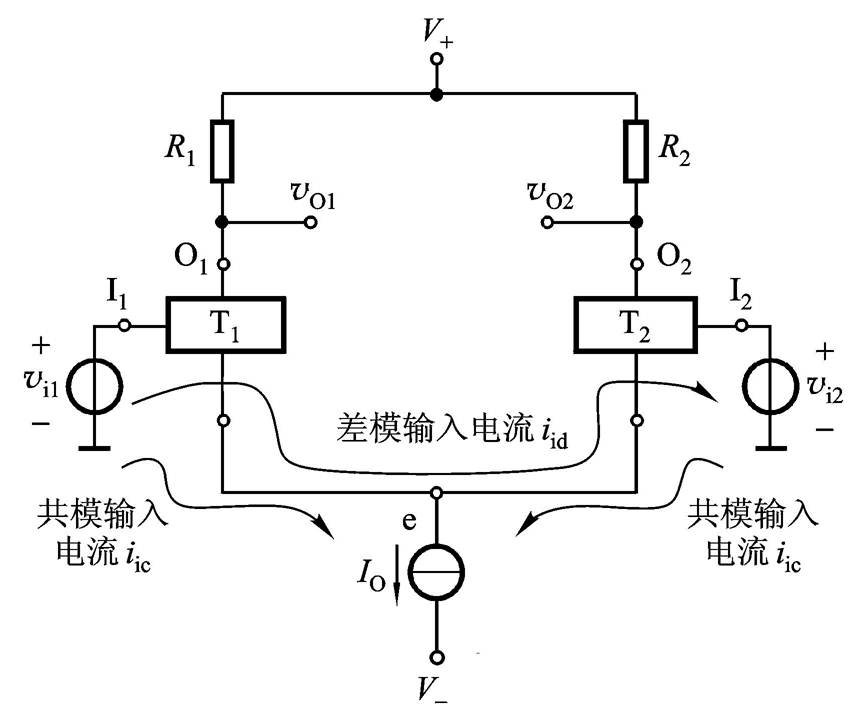 V₊
R₁
R₂
vO1
vO2
O₁
O₂
I₁
I₂
T₁
T₂
+
vi1
−
+
vi2
−
差模输入电流 iid
共模输入
电流 iic
共模输入
电流 iic
e
IO
V₋